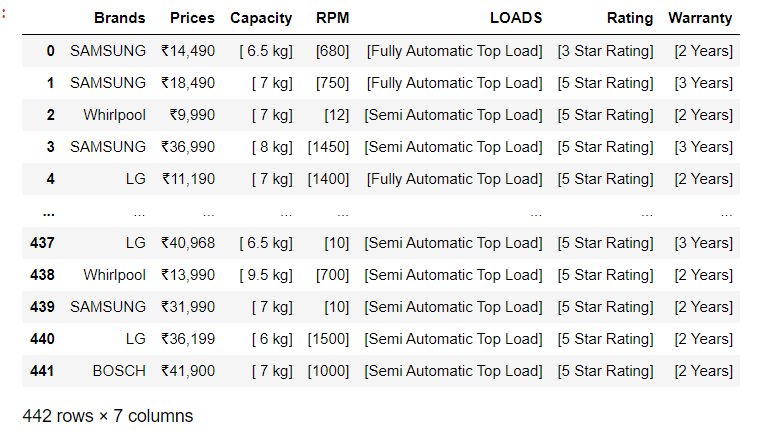 :
Brands Prices Capacity RPM LOADS Rating Warranty
0 SAMSUNG ₹14,490 [ 6.5 kg] [680] [Fully Automatic Top Load] [3 Star Rating] [2 Years]
1 SAMSUNG ₹18,490 [ 7 kg] [750] [Fully Automatic Top Load] [5 Star Rating] [3 Years]
2 Whirlpool ₹9,990 [ 7 kg] [12] [Semi Automatic Top Load] [5 Star Rating] [2 Years]
3 SAMSUNG ₹36,990 [ 8 kg] [1450] [Semi Automatic Top Load] [5 Star Rating] [3 Years]
4 LG ₹11,190 [ 7 kg] [1400] [Fully Automatic Top Load] [5 Star Rating] [2 Years]
... ... ... ... ... ... ... ...
437 LG ₹40,968 [ 6.5 kg] [10] [Semi Automatic Top Load] [5 Star Rating] [3 Years]
438 Whirlpool ₹13,990 [ 9.5 kg] [700] [Semi Automatic Top Load] [5 Star Rating] [2 Years]
439 SAMSUNG ₹31,990 [ 7 kg] [10] [Semi Automatic Top Load] [5 Star Rating] [2 Years]
440 LG ₹36,199 [ 6 kg] [1500] [Semi Automatic Top Load] [5 Star Rating] [2 Years]
441 BOSCH ₹41,900 [ 7 kg] [1000] [Semi Automatic Top Load] [5 Star Rating] [2 Years]
442 rows × 7 columns